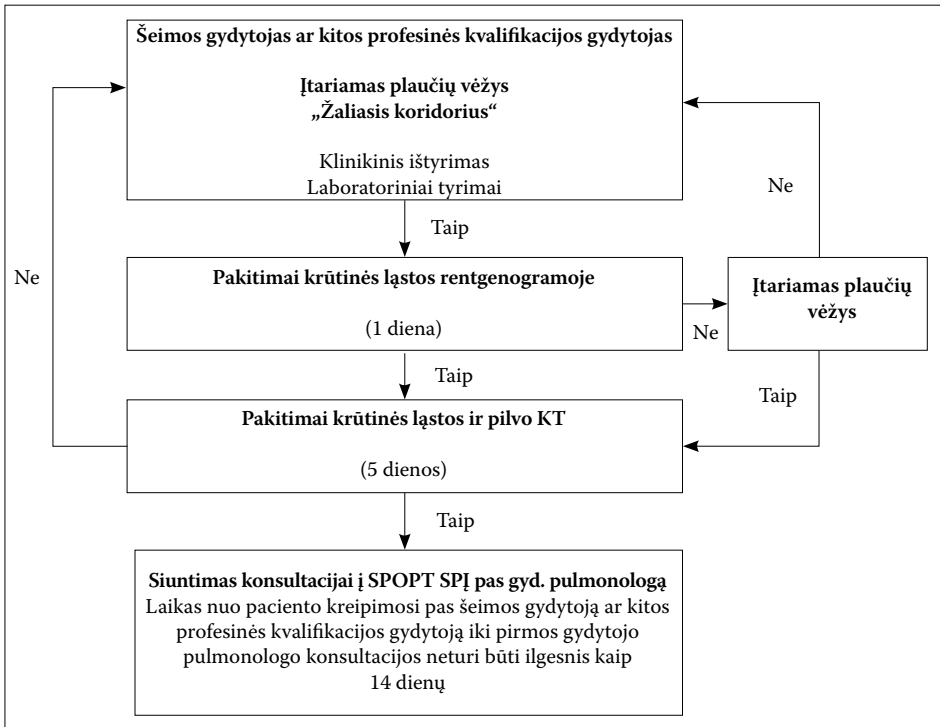 Šeimos gydytojas ar kitos profesinės kvalifikacijos gydytojas
Įtariamas plaučių vėžys
„Žaliasis koridorius“
Klinikinis ištyrimas
Laboratoriniai tyrimai
Ne
Taip
Ne
Pakitimai krūtinės ląstos rentgenogramoje
(1 diena)
Ne
Įtariamas plaučių
vėžys
Taip
Taip
Pakitimai krūtinės ląstos ir pilvo KT
(5 dienos)
Taip
Siuntimas konsultacijai į SPOPT SPĮ pas gyd. pulmonologą
Laikas nuo paciento kreipimosi pas šeimos gydytoją ar kitos
profesinės kvalifikacijos gydytoją iki pirmos gydytojo
pulmonologo konsultacijos neturi būti ilgesnis kaip
14 dienų